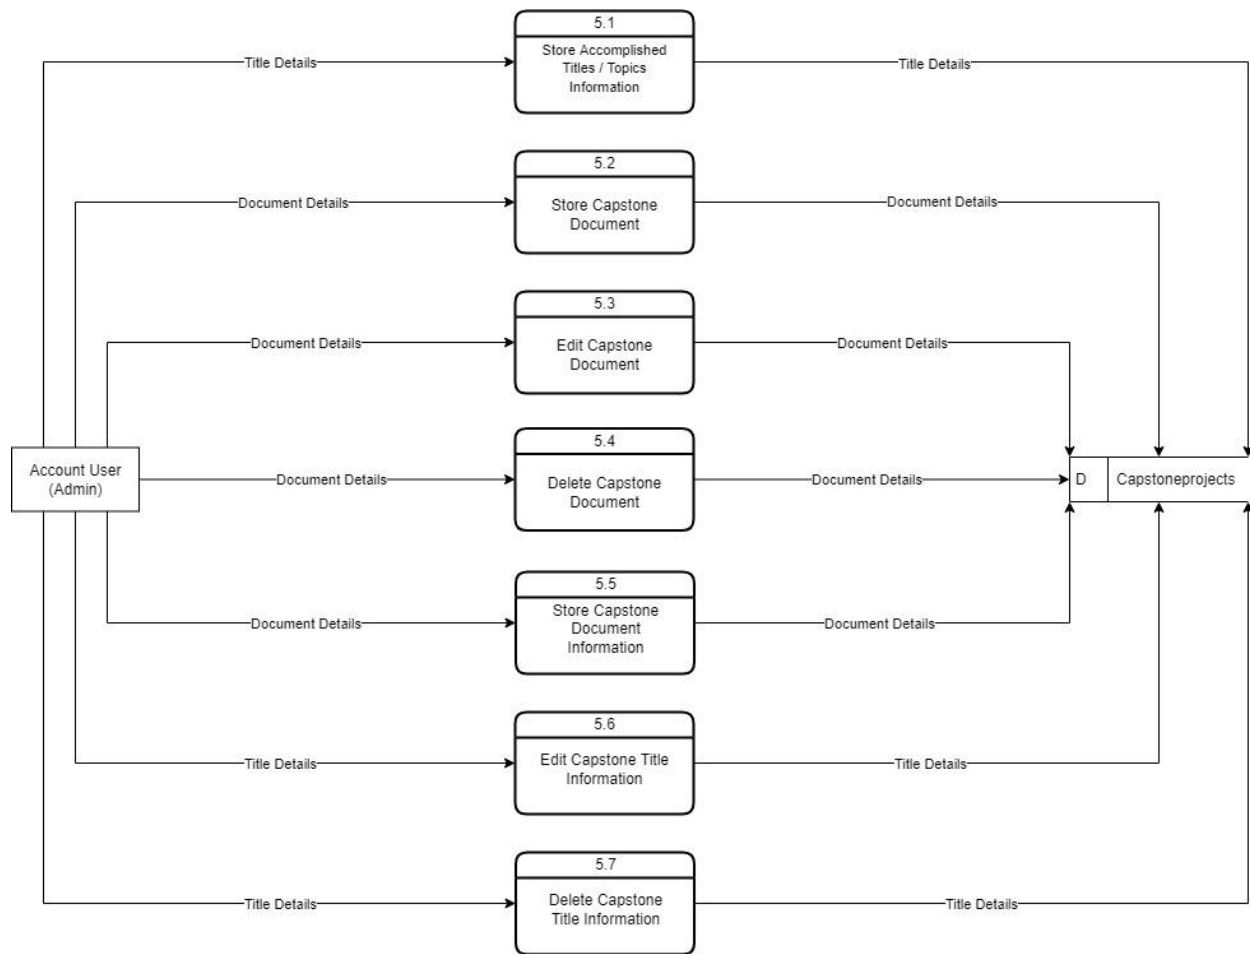 5.1
Store Accomplished
Titles / Topics
Information
Title Details
Title Details
5.2
Store Capstone
Document
Document Details
Document Details
5.3
Edit Capstone
Document
Document Details
Document Details
5.4
Delete Capstone
Document
Account User
(Admin)
Document Details
Document Details
D
Capstoneprojects
5.5
Store Capstone
Document
Information
Document Details
Document Details
5.6
Edit Capstone Title
Information
Title Details
Title Details
5.7
Delete Capstone
Title Information
Title Details
Title Details